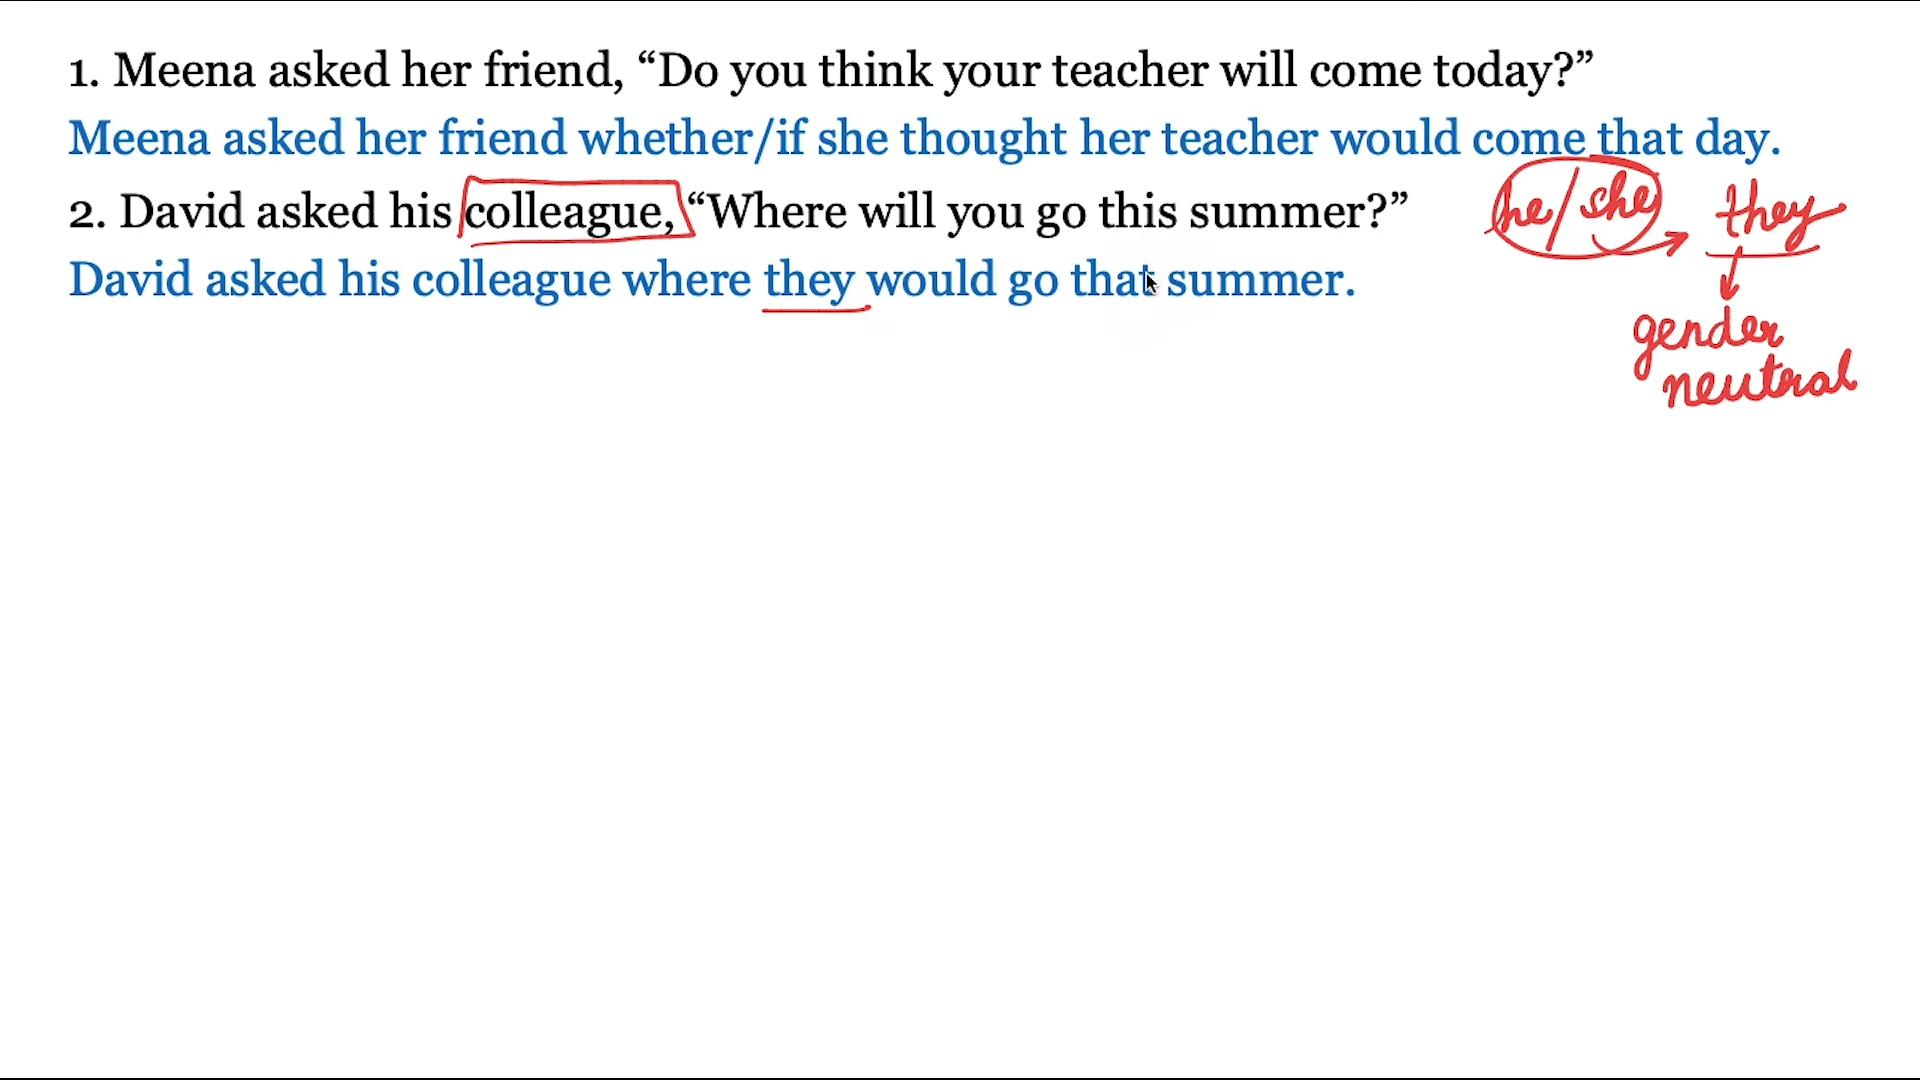 1. Meena asked her friend, “Do you think your teacher will come today?”
Meena asked her friend whether/if she thought her teacher would come that day.
2. David asked his colleague, “Where will you go this summer?”
he/she → they
David asked his colleague where they would go that summer.
gender
neutral